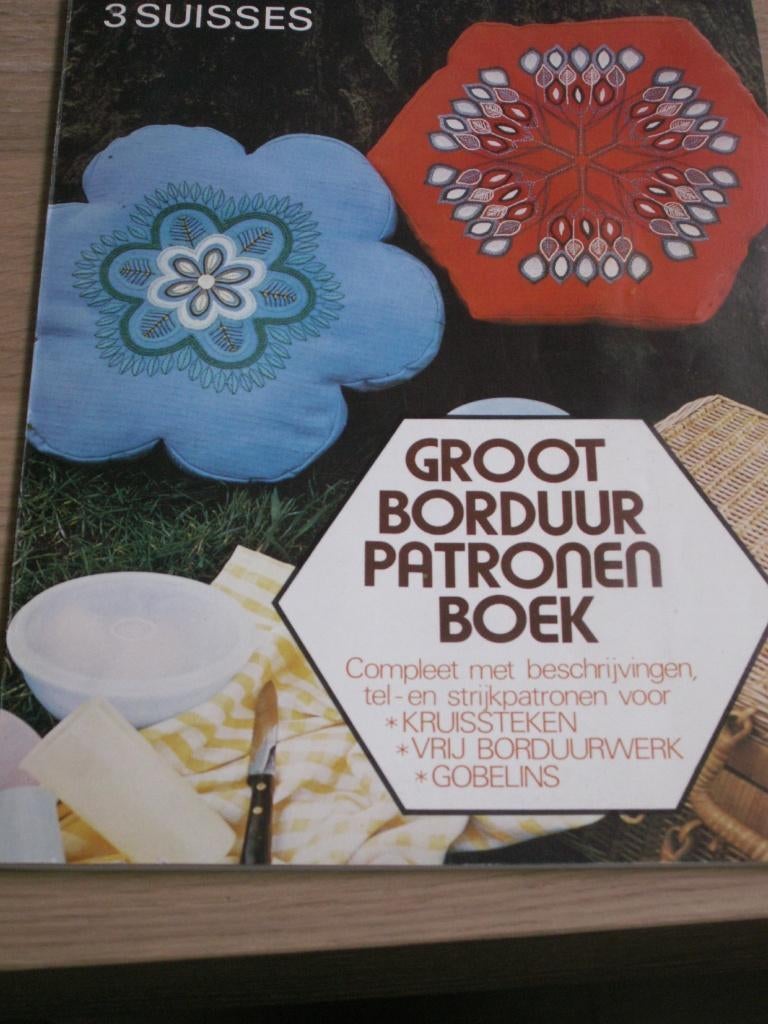 3 SUISSES
GROOT
BORDUUR
PATRONEN
BOEK
Compleet met beschrijvingen,
tel-en strijkpatronen voor
*KRUISSTEKEN
*VRIJ BORDUURWERK
*GOBELINS